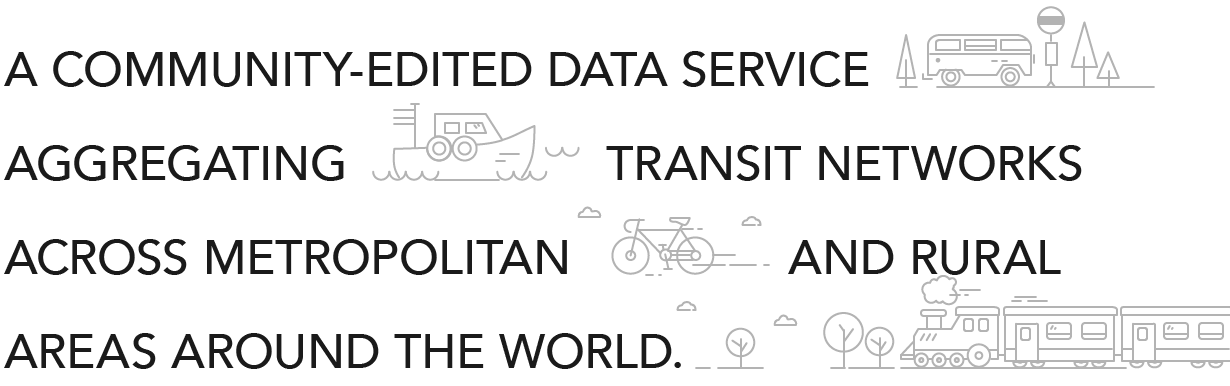 A COMMUNITY-EDITED DATA SERVICE
AGGREGATING TRANSIT NETWORKS
ACROSS METROPOLITAN AND RURAL
AREAS AROUND THE WORLD.